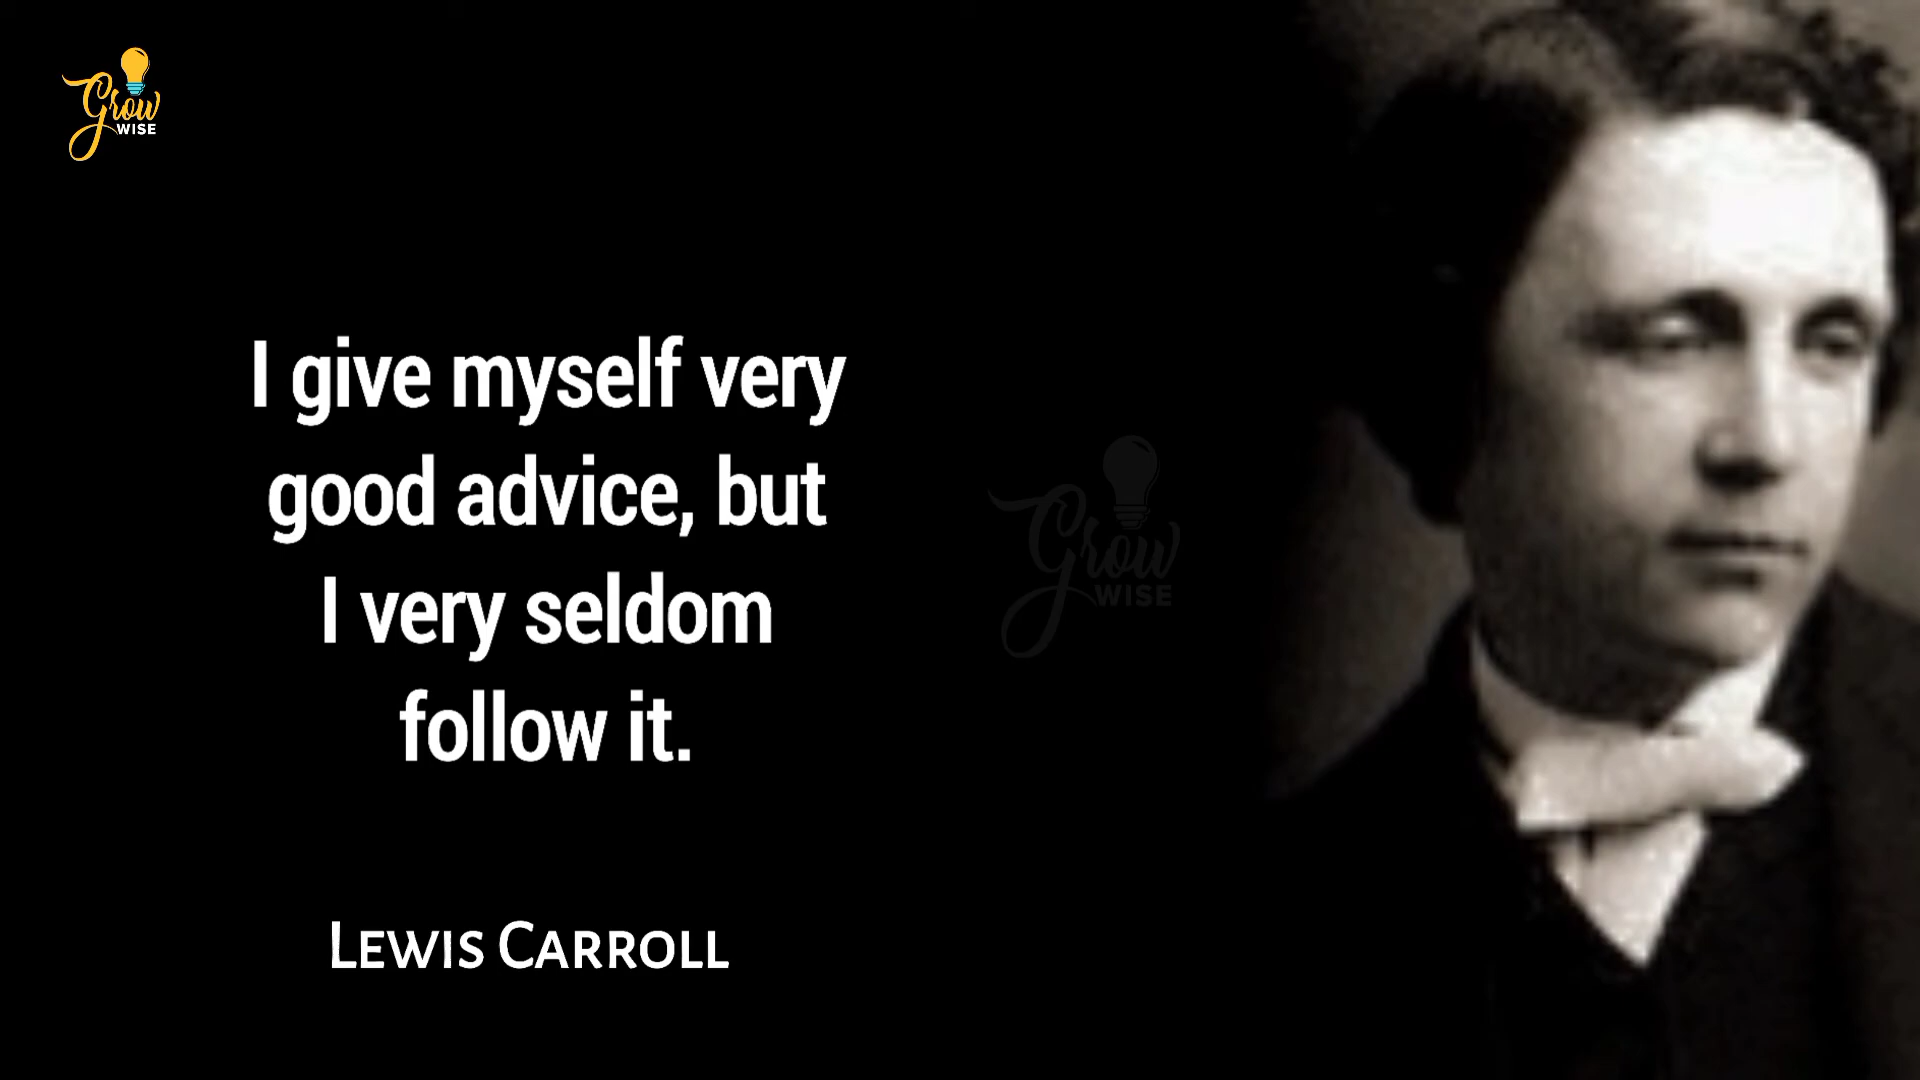 Grow
WISE
I give myself very
good advice, but
I very seldom
follow it.
Grow
WISE
LEWIS CARROLL